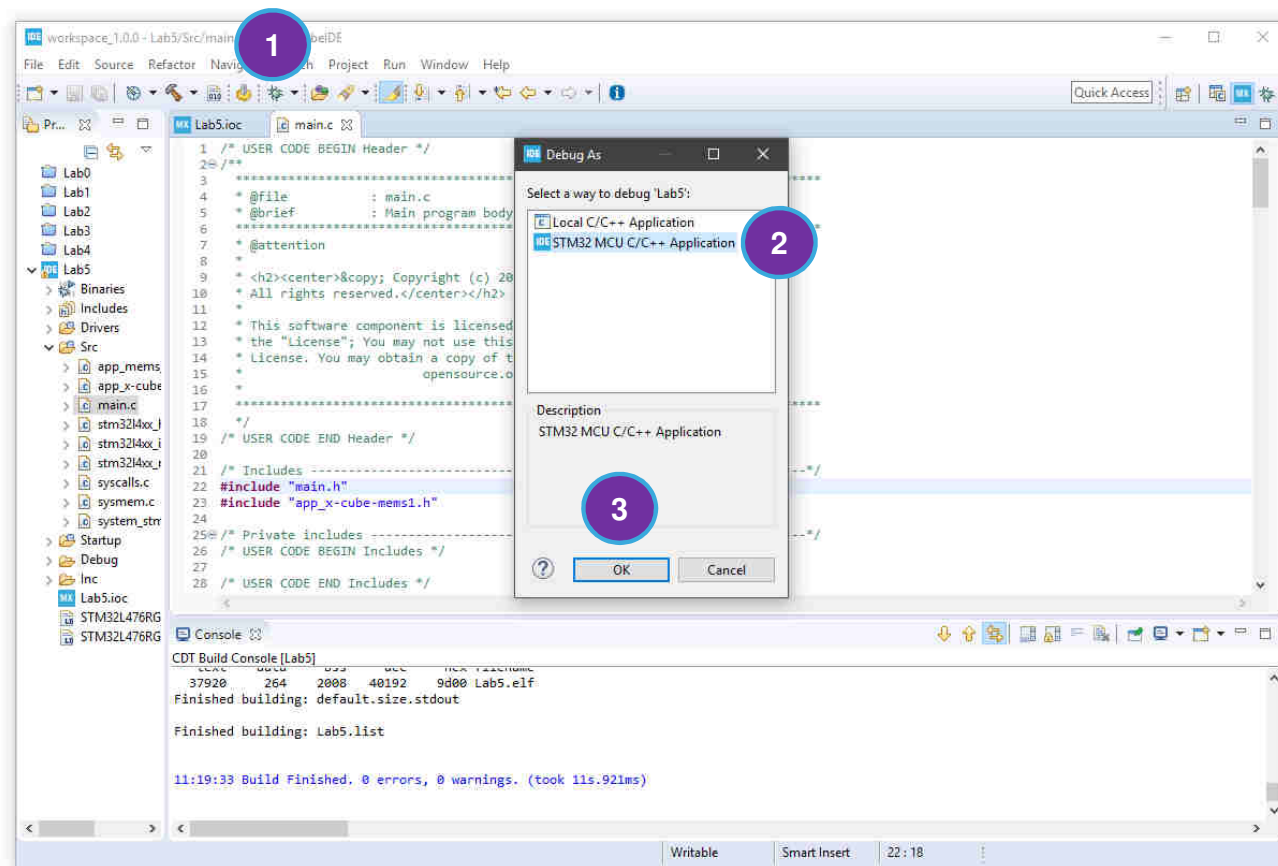 workspace_1.0.0 - Lab5/Src/main
1
beIDE
File Edit Source Refactor Project Run Window Help
Quick Access
Pr...
Lab5.ioc
main.c
Lab0
Lab1
Lab2
Lab3
Lab4
Lab5
Binaries
Includes
Drivers
Src
app_mems
app_x-cube
main.c
stm32l4xx_
stm32l4xx_i
stm32l4xx_
syscalls.c
sysmem.c
system_stm
Startup
Debug
Inc
Lab5.ioc
STM32L476RG
STM32L476RG
1 /* USER CODE BEGIN Header */
2 /**
3
4 * @file : main.c
5 * @brief : Main program body
6
7 * @attention
8 *
9 * <h2><center>&copy; Copyright (c) 20
10 * All rights reserved.</center></h2>
11 *
12 * This software component is licensed
13 * the "License"; You may not use this
14 * License. You may obtain a copy of t
15 * opensource.o
16 *
17
18 */
19 /* USER CODE END Header */
20
21 /* Includes ---------------------------*/
22 #include "main.h"
23 #include "app_x-cube-mems1.h"
24
25 /* Private includes --------------------*/
26 /* USER CODE BEGIN Includes */
27
28 /* USER CODE END Includes */
Debug As
Select a way to debug 'Lab5':
Local C/C++ Application
STM32 MCU C/C++ Application
2
Description
STM32 MCU C/C++ Application
3
OK
Cancel
Console
CDT Build Console [Lab5]
37920 264 2008 40192 9d00 Lab5.elf
Finished building: default.size.stdout
Finished building: Lab5.list
11:19:33 Build Finished. 0 errors, 0 warnings. (took 11s.921ms)
Writable
Smart Insert
22 : 18